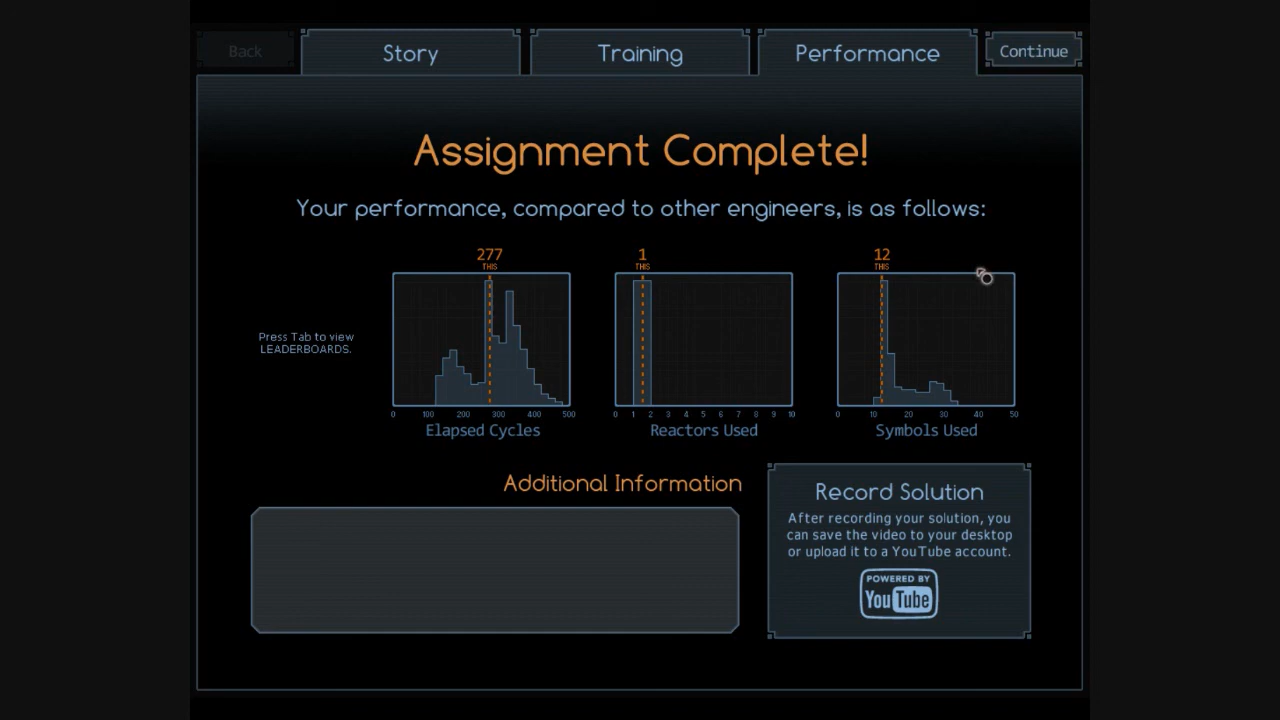 Back
Story
Training
Performance
Continue
Assignment Complete!
Your performance, compared to other engineers, is as follows:
277
THIS
1
THIS
12
THIS
Press Tab to view
LEADERBOARDS.
0 100 200 300 400 500
0 1 2 3 4 5 6 7 8 9 10
0 10 20 30 40 50
Elapsed Cycles
Reactors Used
Symbols Used
Additional Information
Record Solution
After recording your solution, you
can save the video to your desktop
or upload it to a YouTube account.
POWERED BY
YouTube